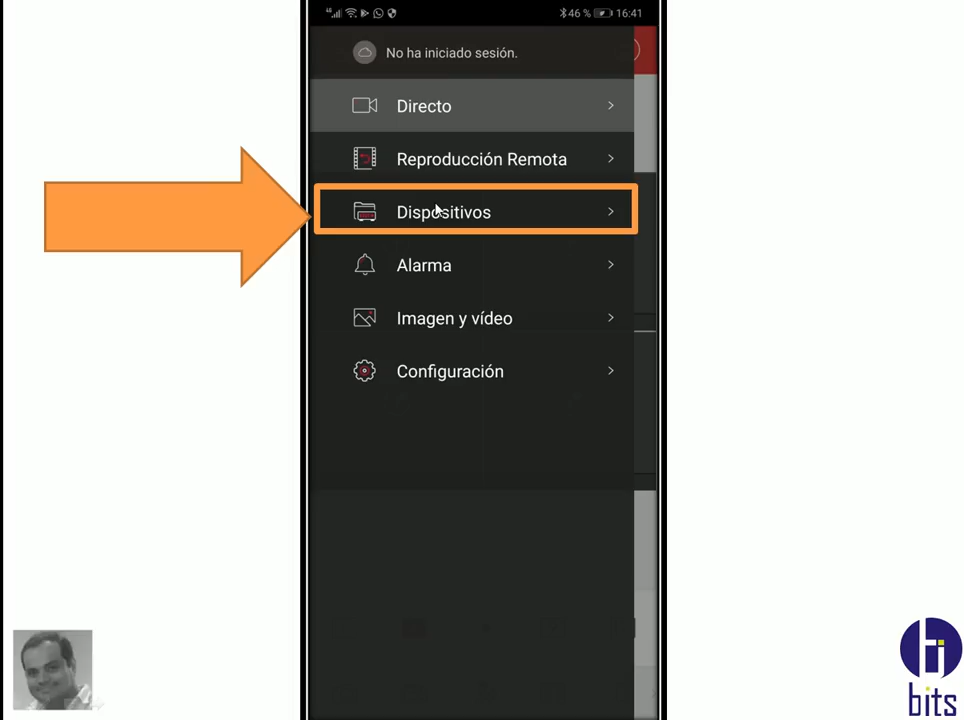 46 % 16:41
No ha iniciado sesión.
Directo
Reproducción Remota
Dispositivos
Alarma
Imagen y vídeo
Configuración
bits